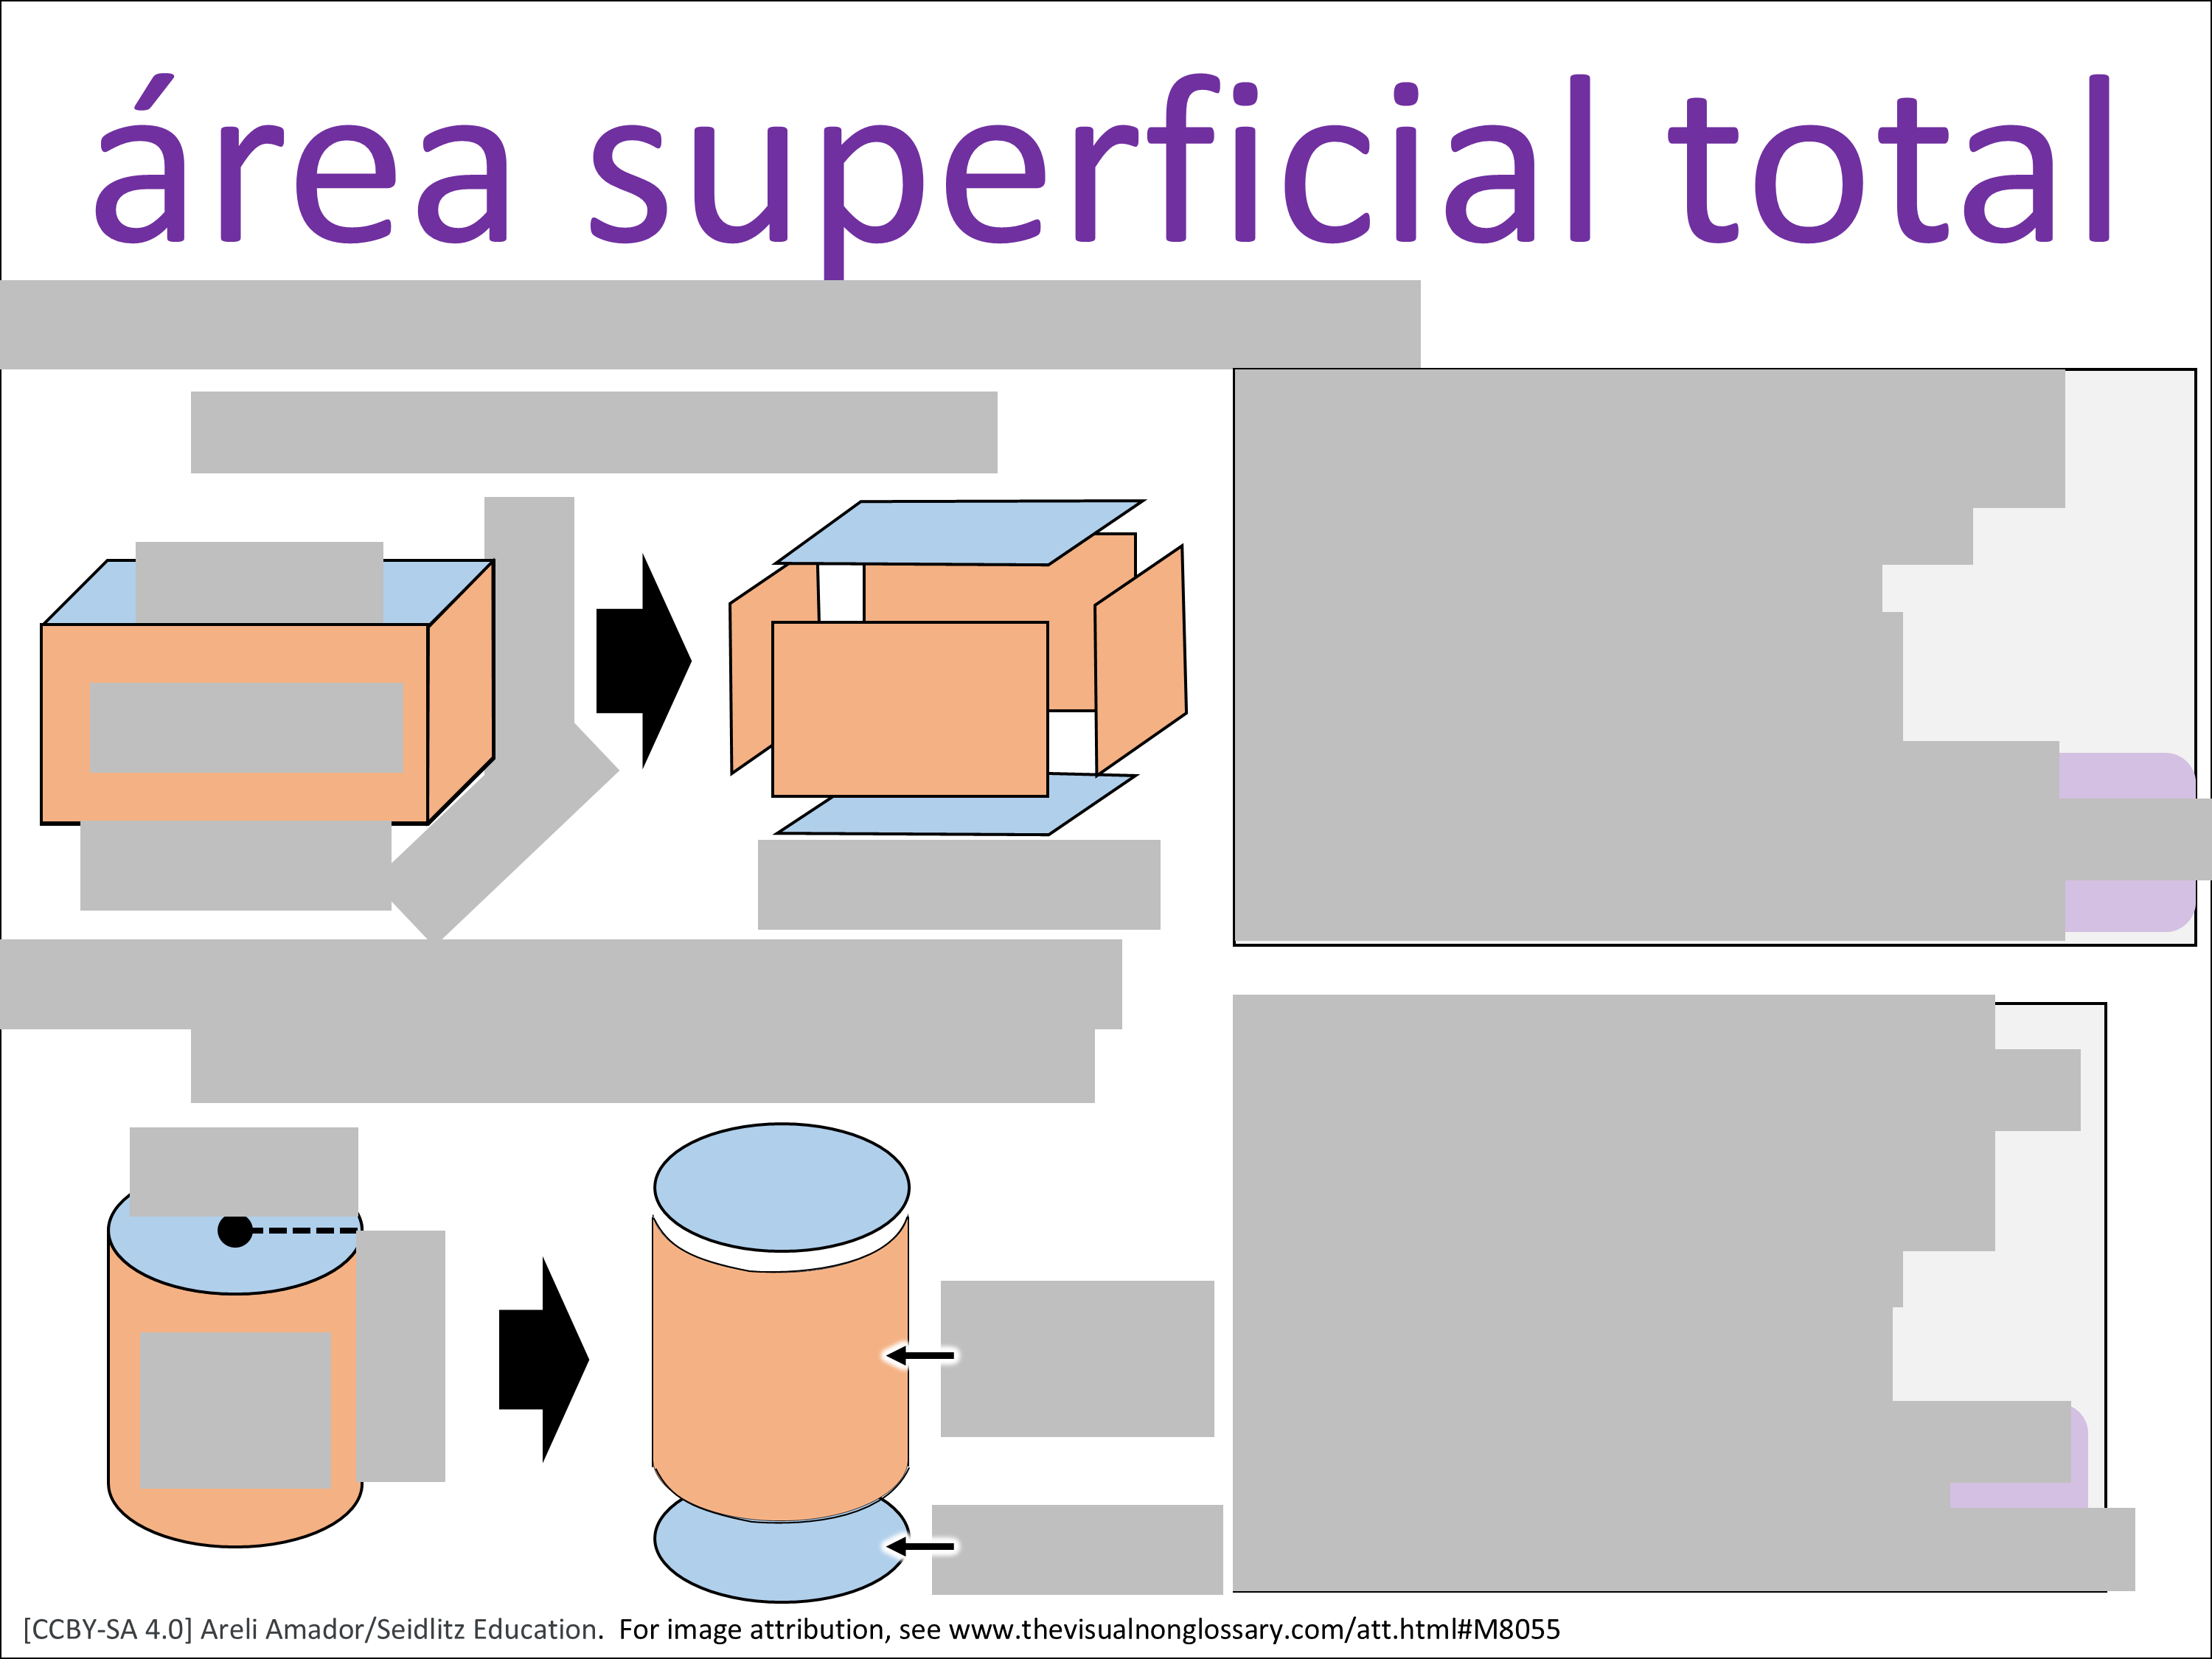 área superficial total
[CCBY-SA 4.0] Areli Amador/Seidlitz Education.  For image attribution, see www.thevisualnonglossary.com/att.html#M8055